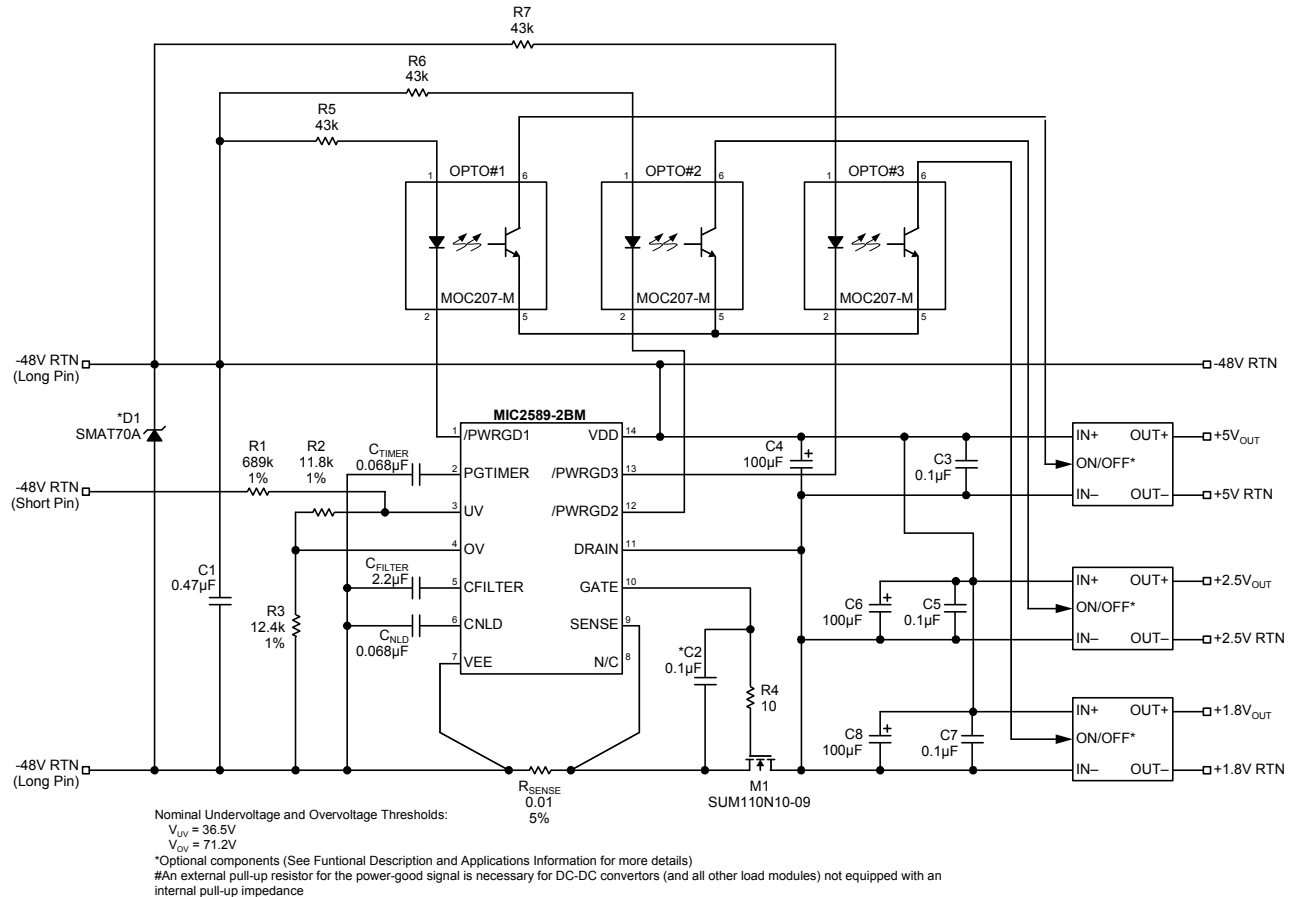 R7
43k
R6
43k
R5
43k
OPTO#1
OPTO#2
OPTO#3
1
6
1
6
1
6
MOC207-M
MOC207-M
MOC207-M
2
5
2
5
2
5
-48V RTN
(Long Pin)
-48V RTN
*D1
SMAT70A
MIC2589-2BM
1
/PWRGD1
VDD
14
CTIMER
0.068µF
2
PGTIMER
/PWRGD3
13
R1
689k
1%
R2
11.8k
1%
-48V RTN
(Short Pin)
3
UV
/PWRGD2
12
4
OV
DRAIN
11
CFILTER
2.2µF
5
CFILTER
GATE
10
CNLD
0.068µF
6
CNLD
SENSE
9
7
VEE
N/C
8
C1
0.47µF
R3
12.4k
1%
*C2
0.1µF
R4
10
C4
100µF
+
C3
0.1µF
IN+
OUT+
+5VOUT
ON/OFF*
IN–
OUT–
+5V RTN
C6
100µF
+
C5
0.1µF
IN+
OUT+
+2.5VOUT
ON/OFF*
IN–
OUT–
+2.5V RTN
C8
100µF
+
C7
0.1µF
IN+
OUT+
+1.8VOUT
ON/OFF*
IN–
OUT–
+1.8V RTN
-48V RTN
(Long Pin)
RSENSE
0.01
5%
M1
SUM110N10-09
Nominal Undervoltage and Overvoltage Thresholds:
VUV = 36.5V
VOV = 71.2V
*Optional components (See Funtional Description and Applications Information for more details)
#An external pull-up resistor for the power-good signal is necessary for DC-DC convertors (and all other load modules) not equipped with an
internal pull-up impedance